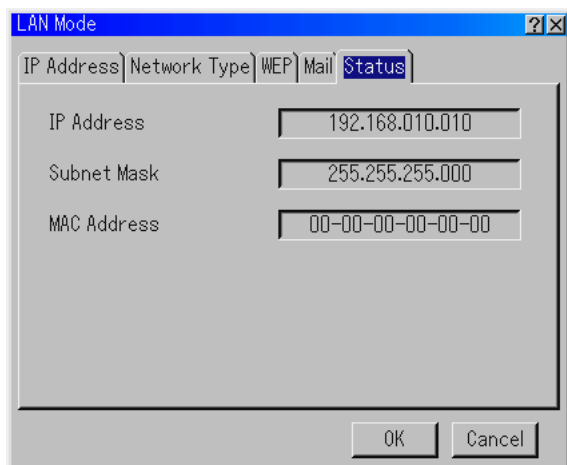 LAN Mode ? ×
IP Address Network Type WEP Mail Status
IP Address 192.168.010.010
Subnet Mask 255.255.255.000
MAC Address 00-00-00-00-00-00
OK Cancel